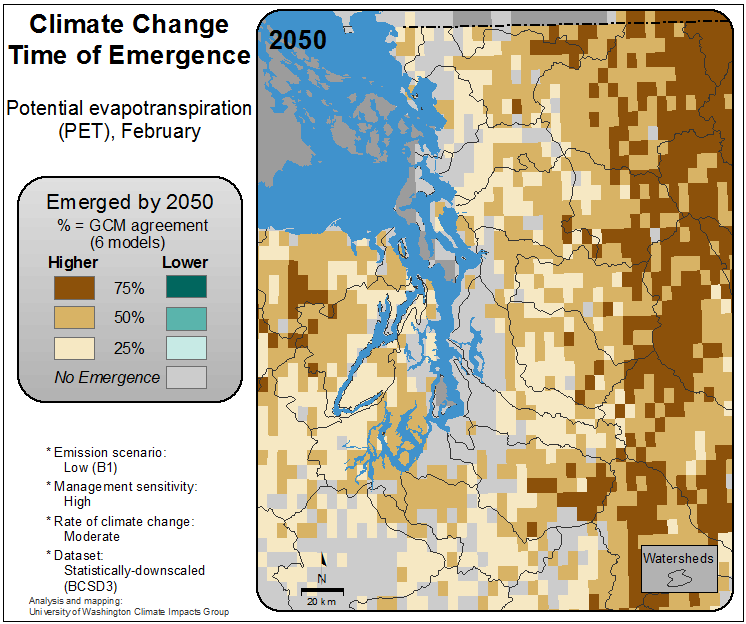 Climate Change
Time of Emergence
Potential evapotranspiration
(PET), February
Emerged by 2050
% = GCM agreement
(6 models)
Higher Lower
75%
50%
25%
No Emergence
* Emission scenario:
Low (B1)
* Management sensitivity:
High
* Rate of climate change:
Moderate
* Dataset:
Statistically-downscaled
(BCSD3)
Analysis and mapping:
University of Washington Climate Impacts Group
2050
N
20 km
Watersheds